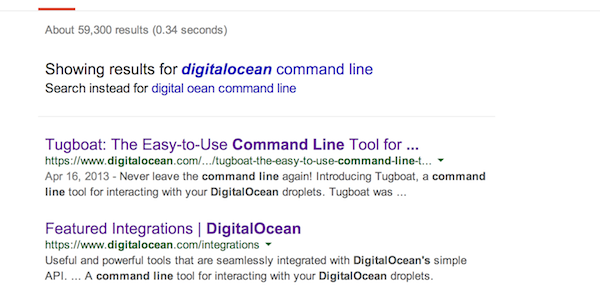 About 59,300 results (0.34 seconds)
Showing results for digitalocean command line
Search instead for digital oean command line
Tugboat: The Easy-to-Use Command Line Tool for ...
https://www.digitalocean.com/.../tugboat-the-easy-to-use-command-line-t...
Apr 16, 2013 - Never leave the command line again! Introducing Tugboat, a command
line tool for interacting with your DigitalOcean droplets. Tugboat was ...
Featured Integrations | DigitalOcean
https://www.digitalocean.com/integrations
Useful and powerful tools that are seamlessly integrated with DigitalOcean's simple
API. ... A command line tool for interacting with your DigitalOcean droplets.